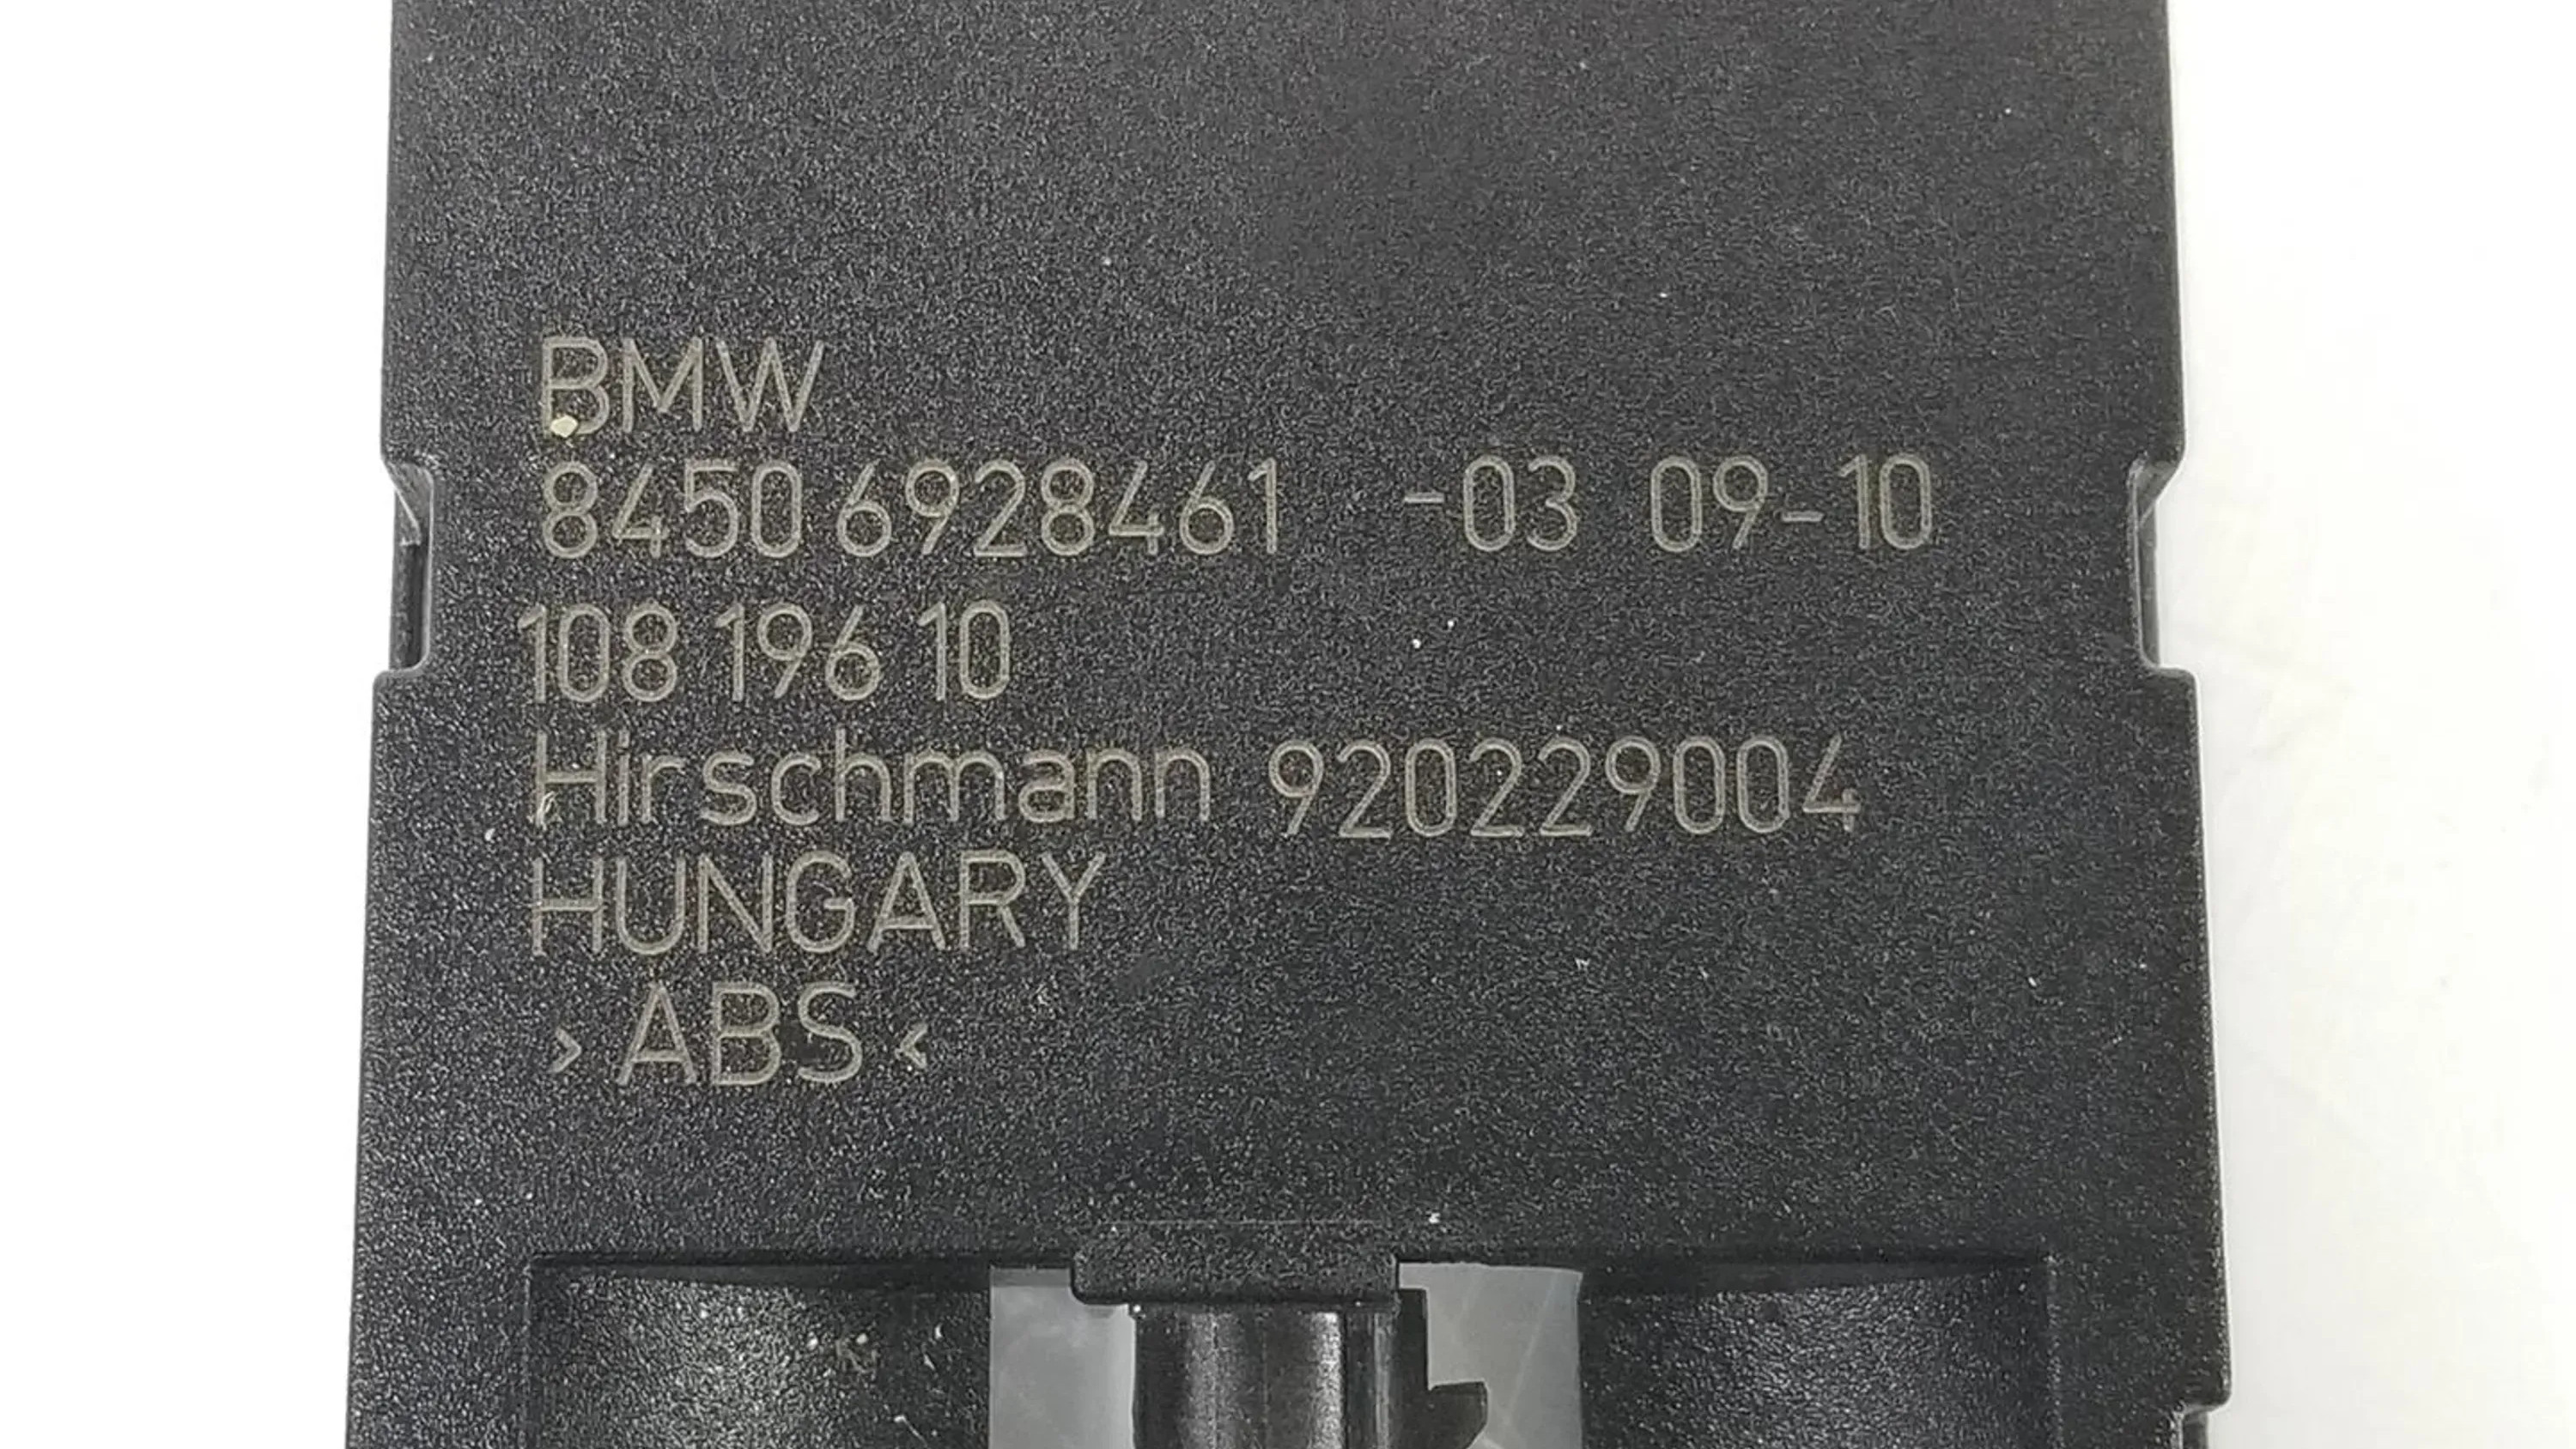 BMW
8450 6928461 -03 09-10
108 196 10
Hirschmann 920229004
HUNGARY
>ABS<